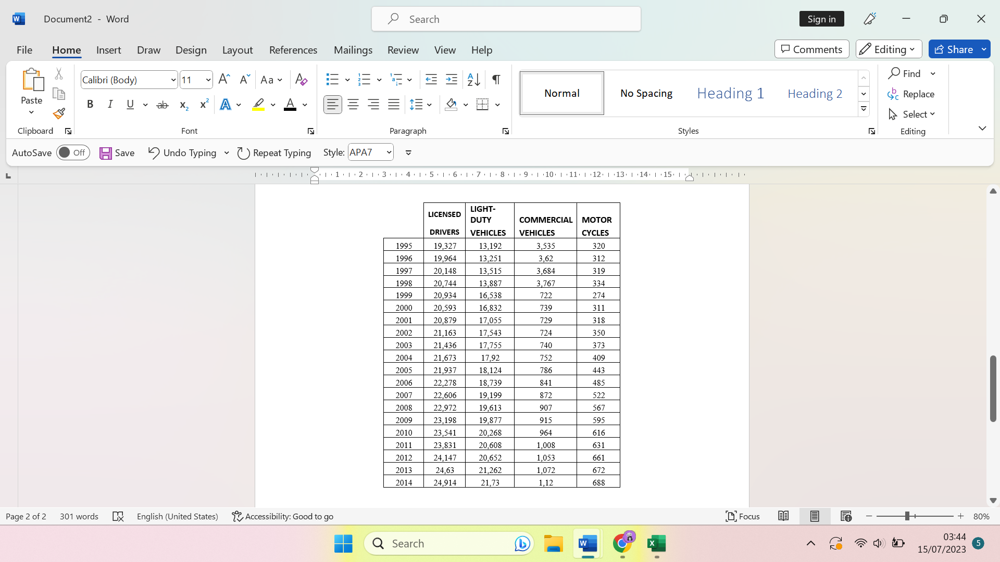 Document2 - Word
Search
Sign in
File Home Insert Draw Design Layout References Mailings Review View Help
Comments Editing Share
Paste
Calibri (Body) 11
Aa
B I U ab x₂ x² A A
Normal No Spacing Heading 1 Heading 2
Find
Replace
Select
Clipboard Font Paragraph Styles Editing
AutoSave Off Save Undo Typing Repeat Typing Style: APA7
1 2 3 4 5 6 7 8 9 10 11 12 13 14 15
LICENSED DRIVERS LIGHT-DUTY VEHICLES COMMERCIAL VEHICLES MOTOR CYCLES
1995 19,327 13,192 3,535 320
1996 19,964 13,251 3,62 312
1997 20,148 13,515 3,684 319
1998 20,744 13,887 3,767 334
1999 20,934 16,538 722 274
2000 20,593 16,832 739 311
2001 20,879 17,055 729 318
2002 21,163 17,543 724 350
2003 21,436 17,755 740 373
2004 21,673 17,92 752 409
2005 21,937 18,124 786 443
2006 22,278 18,739 841 485
2007 22,606 19,199 872 522
2008 22,972 19,613 907 567
2009 23,198 19,877 915 595
2010 23,541 20,268 964 616
2011 23,831 20,608 1,008 631
2012 24,147 20,652 1,053 661
2013 24,63 21,262 1,072 672
2014 24,914 21,73 1,12 688
Page 2 of 2 301 words English (United States) Accessibility: Good to go Focus 80%
Search
03:44
15/07/2023 5